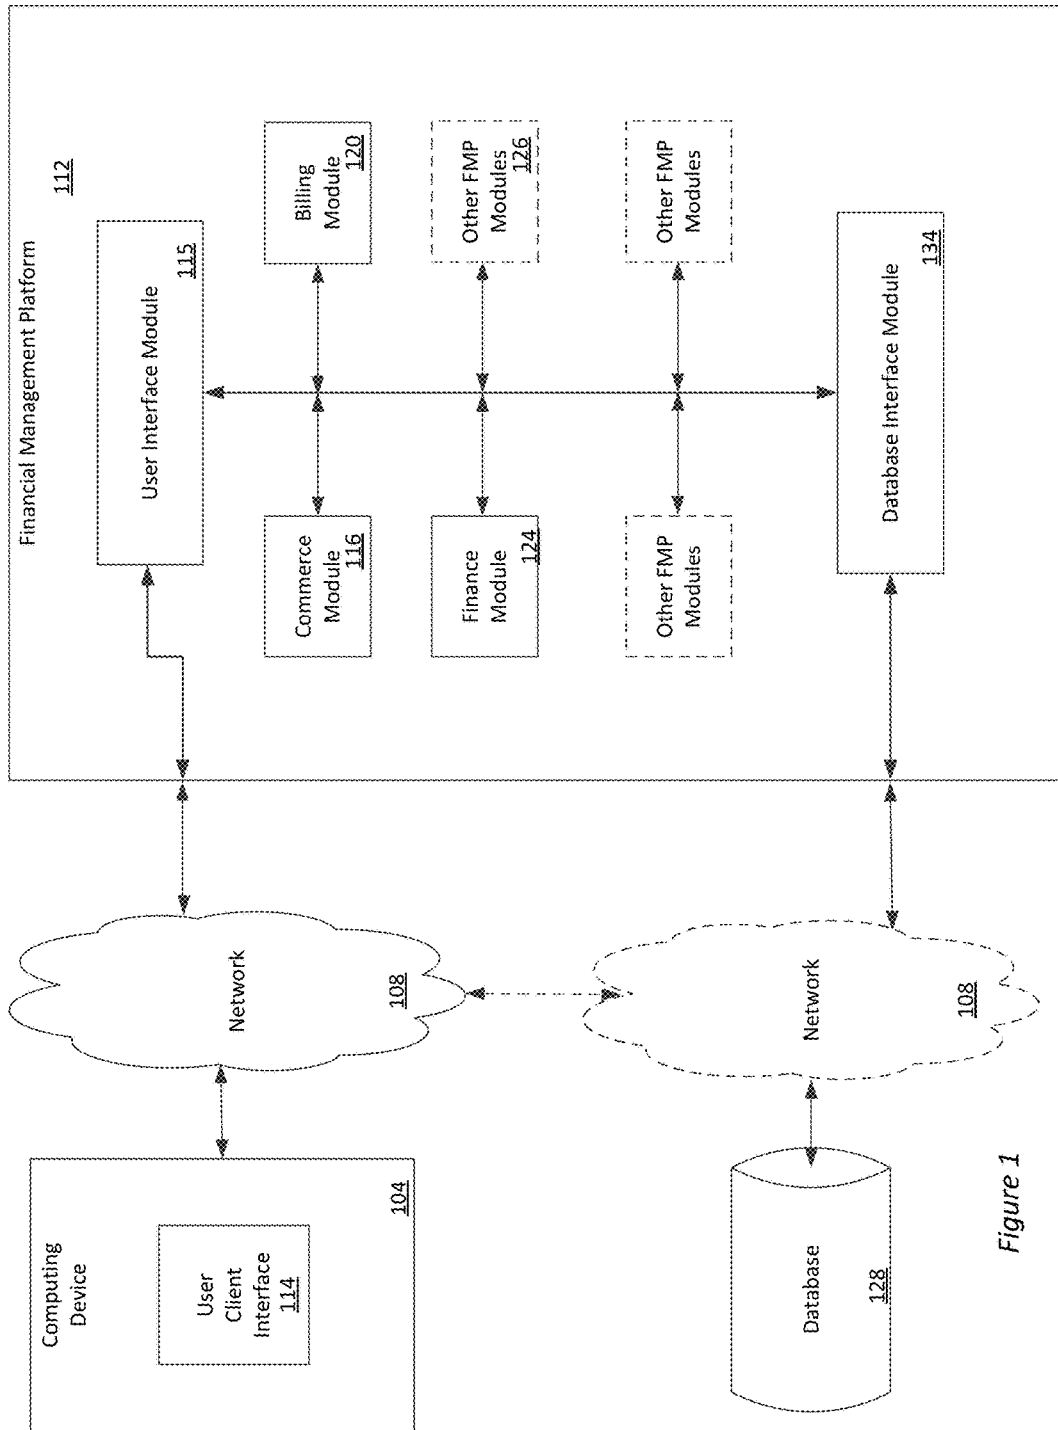 Computing
Device
104
User
Client
Interface
114
Network
108
Database
128
Network
108
Financial Management Platform
112
User Interface Module
115
Commerce
Module
116
Billing
Module
120
Finance
Module
124
Other FMP
Modules
126
Other FMP
Modules
Other FMP
Modules
Database Interface Module
134
Figure 1